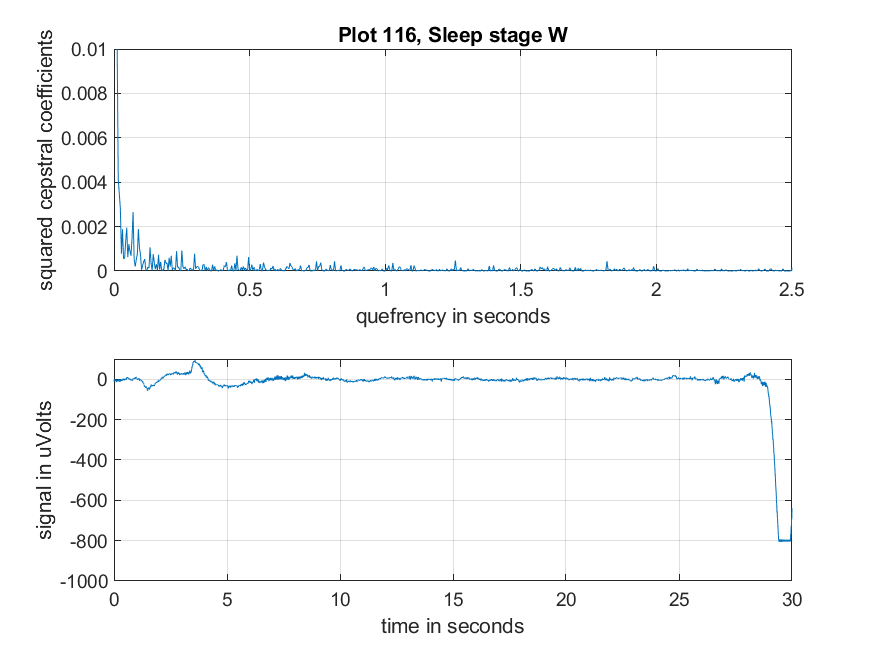 Plot 116, Sleep stage W
squared cepstral coefficients
0.01
0.008
0.006
0.004
0.002
0
0 0.5 1 1.5 2 2.5
quefrency in seconds
signal in uVolts
0
-200
-400
-600
-800
-1000
0 5 10 15 20 25 30
time in seconds